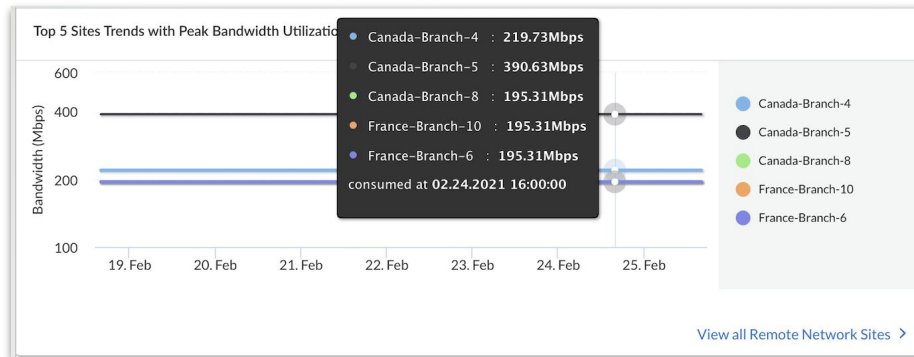 Top 5 Sites Trends with Peak Bandwidth
Canada-Branch-4 : 219.73Mbps
Canada-Branch-5 : 390.63Mbps
Canada-Branch-8 : 195.31Mbps
France-Branch-10 : 195.31Mbps
France-Branch-6 : 195.31Mbps
consumed at 02.24.2021 16:00:00
Bandwidth (Mbps)
600
400
200
100
19. Feb
20. Feb
21. Feb
22. Feb
23. Feb
24. Feb
25. Feb
Canada-Branch-4
Canada-Branch-5
Canada-Branch-8
France-Branch-10
France-Branch-6
View all Remote Network Sites >